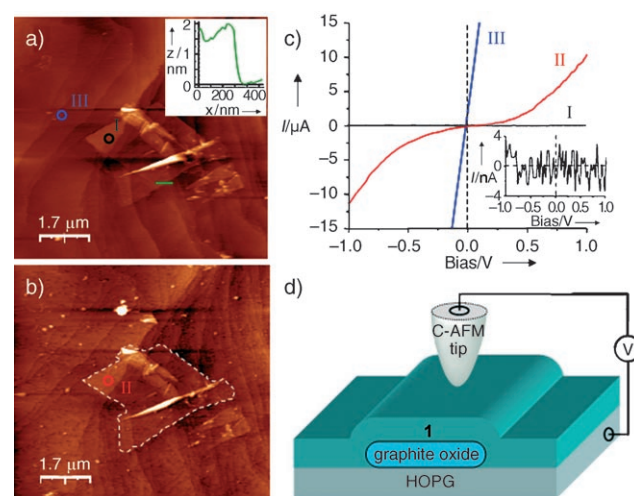 a)
2
z/1
nm
1
0
0
200
400
x/nm
III
I
1.7 µm
b)
II
1.7 µm
c)
15
10
5
0
−5
−10
−15
I/µA
III
II
I
I/nA
4
0
−4
−1.0
−0.5
0.0
0.5
1.0
Bias/V
−1.0
−0.5
0.0
0.5
1.0
Bias/V
d)
C-AFM
tip
V
1
graphite oxide
HOPG